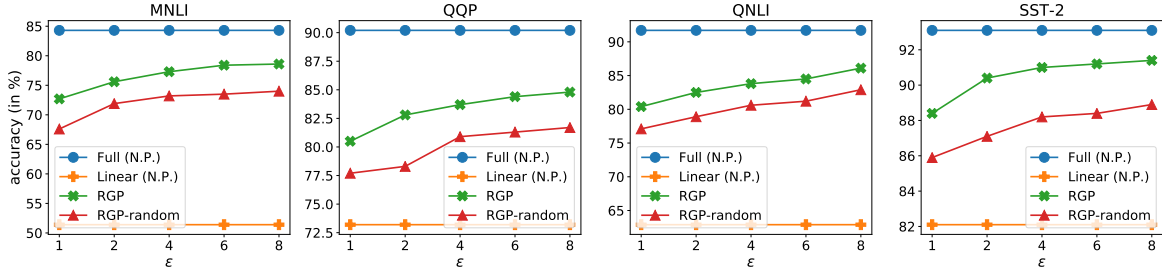 MNLI
accuracy (in %)
85
80
75
70
65
60
55
50
Full (N.P.)
Linear (N.P.)
RGP
RGP-random
1 2 4 6 8
ε
QQP
90.0
87.5
85.0
82.5
80.0
77.5
75.0
72.5
Full (N.P.)
Linear (N.P.)
RGP
RGP-random
1 2 4 6 8
ε
QNLI
90
85
80
75
70
65
Full (N.P.)
Linear (N.P.)
RGP
RGP-random
1 2 4 6 8
ε
SST-2
92
90
88
86
84
82
Full (N.P.)
Linear (N.P.)
RGP
RGP-random
1 2 4 6 8
ε